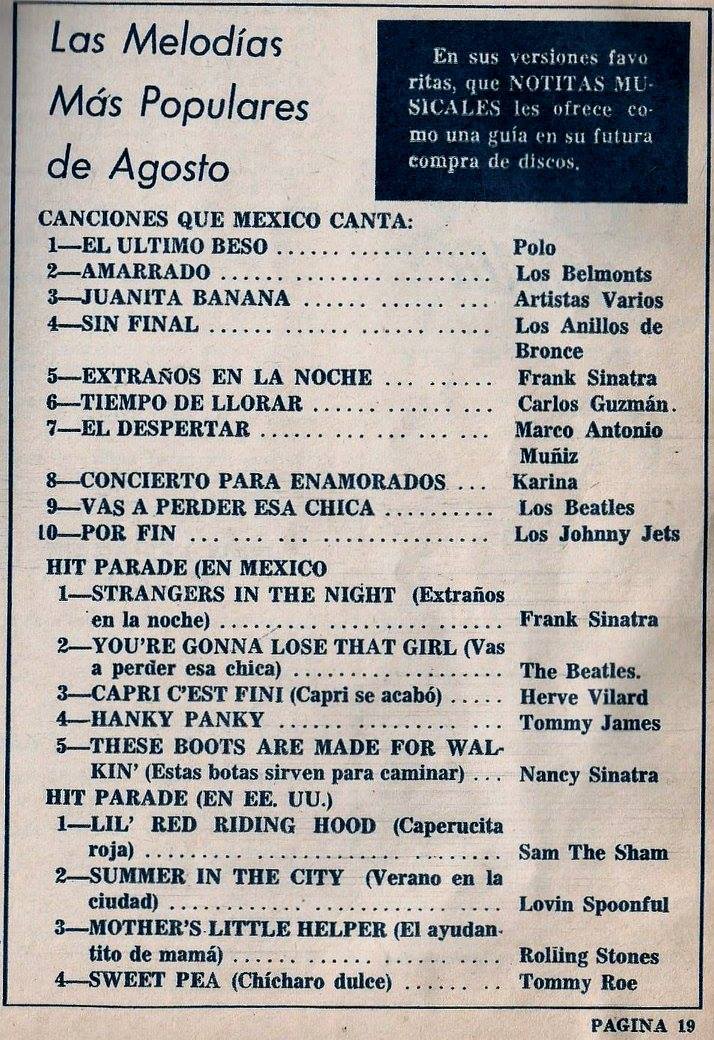 Las Melodías
Más Populares
de Agosto
En sus versiones favo
ritas, que NOTITAS MU-
SICALES les ofrece co-
mo una guía en su futura
compra de discos.
CANCIONES QUE MEXICO CANTA:
1—EL ULTIMO BESO .................. Polo
2—AMARRADO .................. Los Belmonts
3—JUANITA BANANA .................. Artistas Varios
4—SIN FINAL .................. Los Anillos de
Bronce
5—EXTRAÑOS EN LA NOCHE ......... Frank Sinatra
6—TIEMPO DE LLORAR ............ Carlos Guzmán.
7—EL DESPERTAR .................. Marco Antonio
Muñiz
8—CONCIERTO PARA ENAMORADOS ... Karina
9—VAS A PERDER ESA CHICA .......... Los Beatles
10—POR FIN ... ... ... .................. Los Johnny Jets
HIT PARADE (EN MEXICO
1—STRANGERS IN THE NIGHT (Extraños
en la noche) .................. Frank Sinatra
2—YOU'RE GONNA LOSE THAT GIRL (Vas
a perder esa chica) .................. The Beatles.
3—CAPRI C'EST FINI (Capri se acabó) ..... Herve Vilard
4—HANKY PANKY .................. Tommy James
5—THESE BOOTS ARE MADE FOR WAL-
KIN' (Estas botas sirven para caminar) ... Nancy Sinatra
HIT PARADE (EN EE. UU.)
1—LIL' RED RIDING HOOD (Caperucita
roja) .................. Sam The Sham
2—SUMMER IN THE CITY (Verano en la
ciudad) .................. Lovin Spoonful
3—MOTHER'S LITTLE HELPER (El ayudan-
tito de mamá) .................. Rolling Stones
4—SWEET PEA (Chícharo dulce) ...... .. Tommy Roe
PAGINA 19